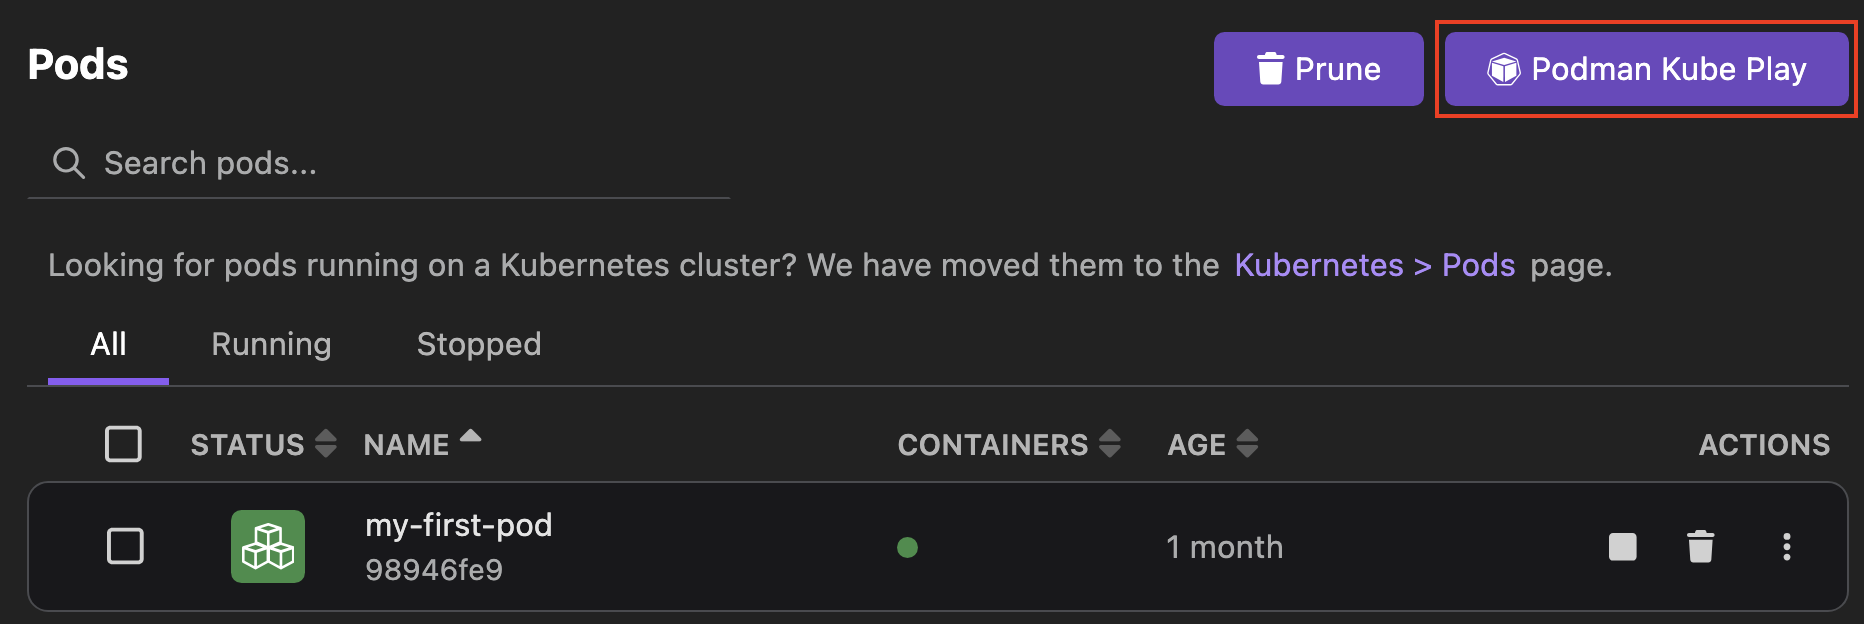 Pods
Prune
Podman Kube Play
Search pods...
Looking for pods running on a Kubernetes cluster? We have moved them to the Kubernetes > Pods page.
All Running Stopped
STATUS NAME CONTAINERS AGE ACTIONS
my-first-pod
98946fe9
1 month